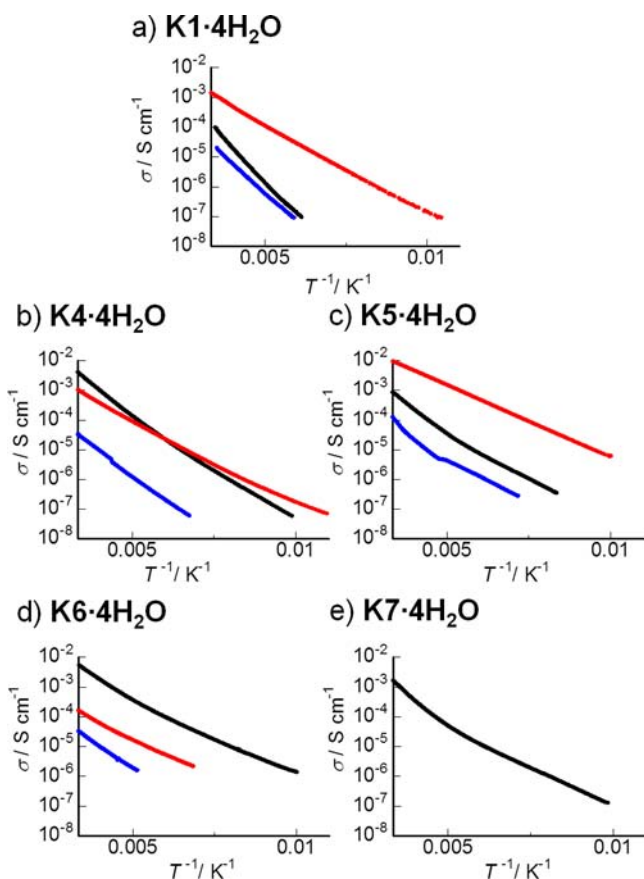 a) K1·4H₂O
10⁻²
10⁻³
10⁻⁴
10⁻⁵
10⁻⁶
10⁻⁷
10⁻⁸
σ / S cm⁻¹
0.005 0.01
T⁻¹/ K⁻¹
b) K4·4H₂O
10⁻²
10⁻³
10⁻⁴
10⁻⁵
10⁻⁶
10⁻⁷
10⁻⁸
σ / S cm⁻¹
0.005 0.01
T⁻¹/ K⁻¹
c) K5·4H₂O
10⁻²
10⁻³
10⁻⁴
10⁻⁵
10⁻⁶
10⁻⁷
10⁻⁸
σ / S cm⁻¹
0.005 0.01
T⁻¹/ K⁻¹
d) K6·4H₂O
10⁻²
10⁻³
10⁻⁴
10⁻⁵
10⁻⁶
10⁻⁷
10⁻⁸
σ / S cm⁻¹
0.005 0.01
T⁻¹/ K⁻¹
e) K7·4H₂O
10⁻²
10⁻³
10⁻⁴
10⁻⁵
10⁻⁶
10⁻⁷
10⁻⁸
σ / S cm⁻¹
0.005 0.01
T⁻¹/ K⁻¹